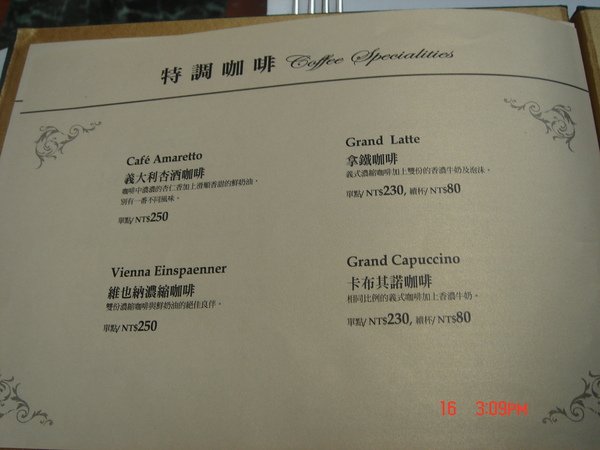 特調咖啡 Coffee Specialities
Café Amaretto
義大利杏酒咖啡
咖啡中濃濃的杏仁香加上滑順香甜的鮮奶油,
別有一番不同風味。
單點/ NT$250
Grand Latte
拿鐵咖啡
義式濃縮咖啡加上雙份的香濃牛奶及泡沫。
單點/ NT$230, 續杯/ NT$80
Vienna Einspaenner
維也納濃縮咖啡
雙份濃縮咖啡與鮮奶油的絕佳良伴。
單點/ NT$250
Grand Capuccino
卡布其諾咖啡
相同比例的義式咖啡加上香濃牛奶。
單點/ NT$230, 續杯/ NT$80
16 3:09PM